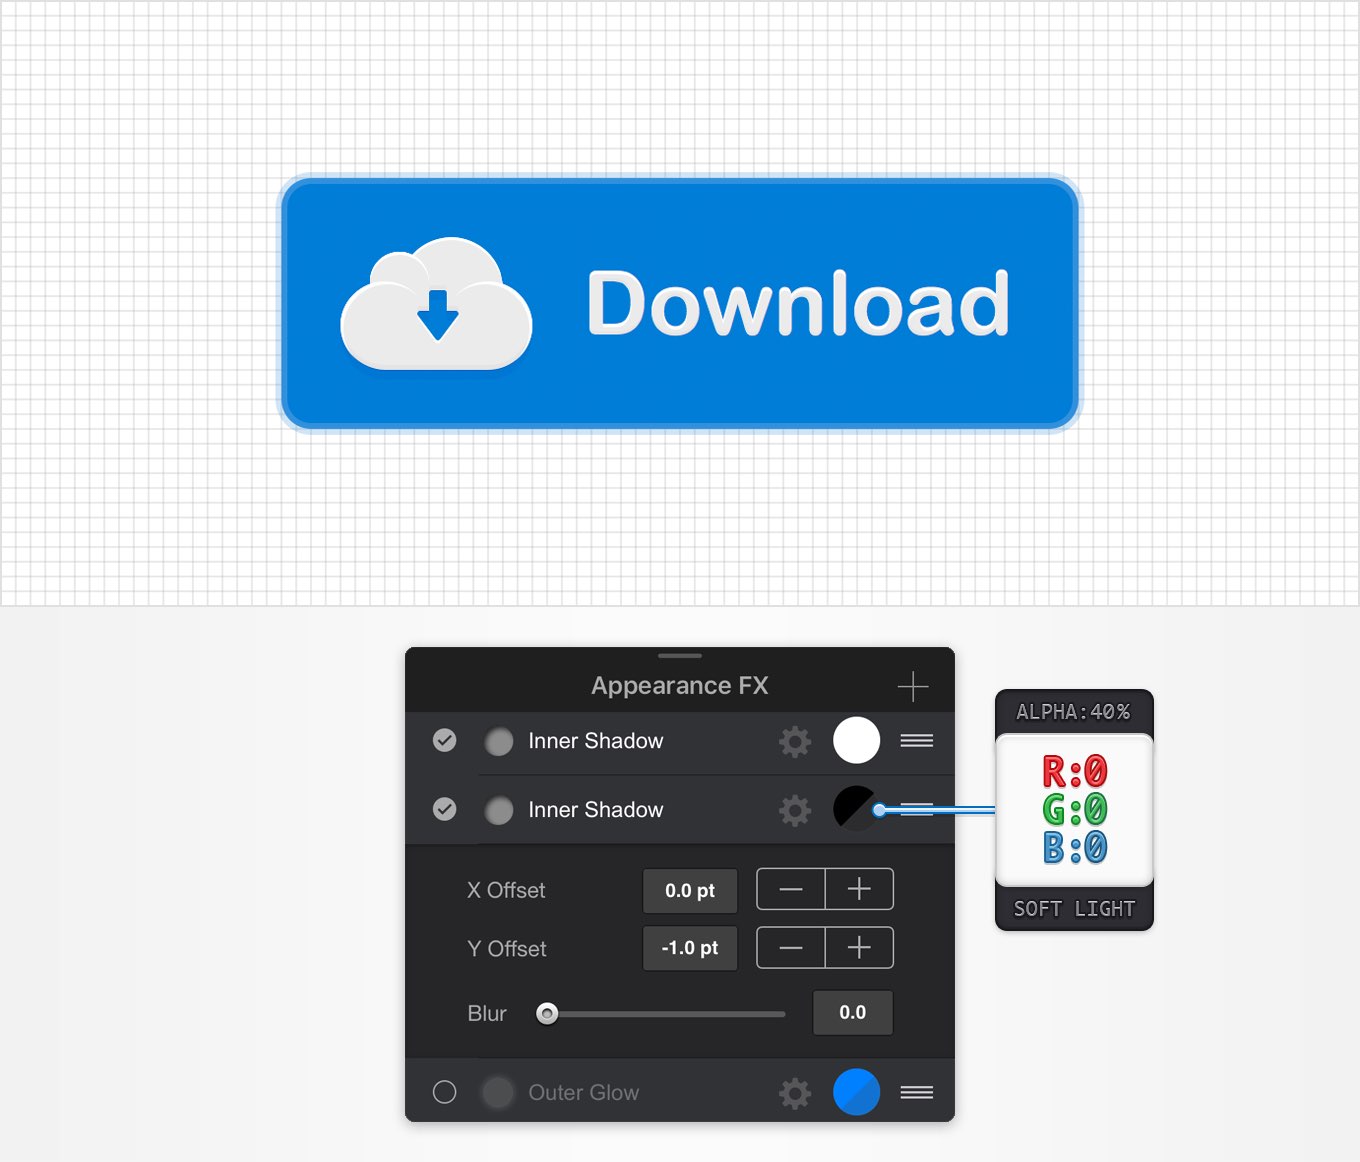 Download
Appearance FX
Inner Shadow
Inner Shadow
X Offset 0.0 pt
Y Offset -1.0 pt
Blur 0.0
Outer Glow
ALPHA:40%
R:0
G:0
B:0
SOFT LIGHT